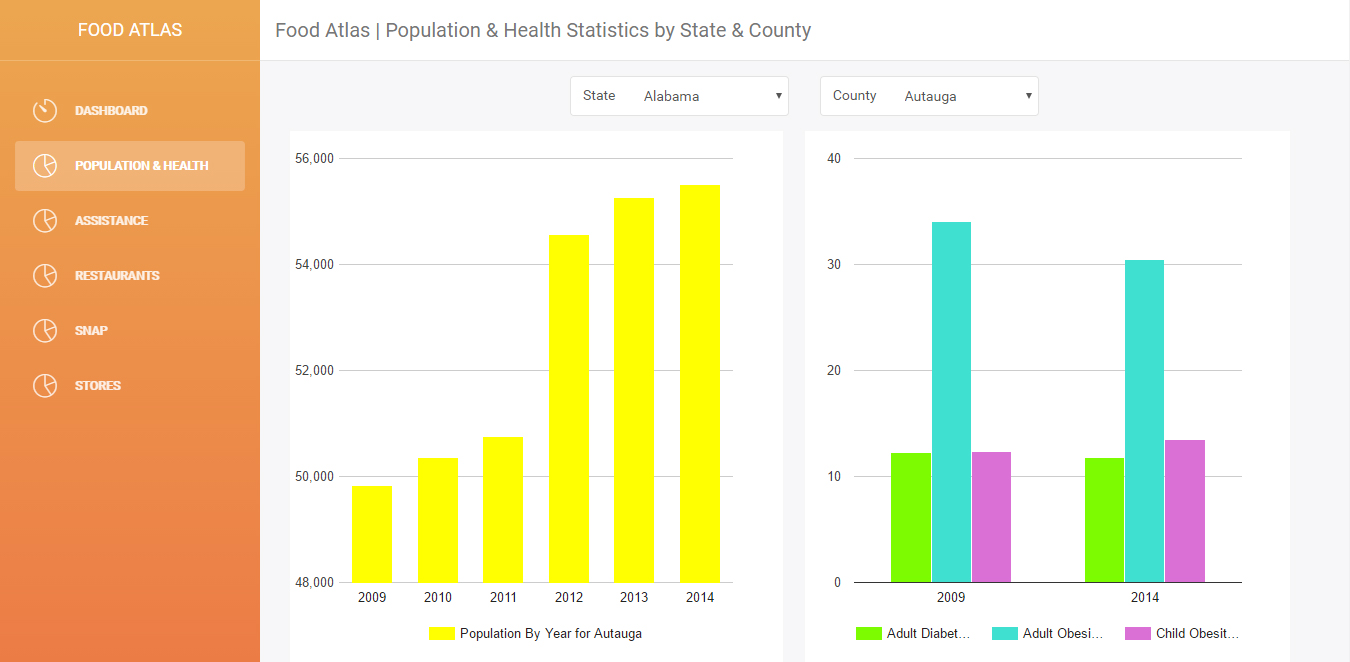 FOOD ATLAS
Food Atlas | Population & Health Statistics by State & County
DASHBOARD
POPULATION & HEALTH
ASSISTANCE
RESTAURANTS
SNAP
STORES
State Alabama
County Autauga
56,000
54,000
52,000
50,000
48,000
2009 2010 2011 2012 2013 2014
Population By Year for Autauga
40
30
20
10
0
2009 2014
Adult Diabet... Adult Obesi... Child Obesit...